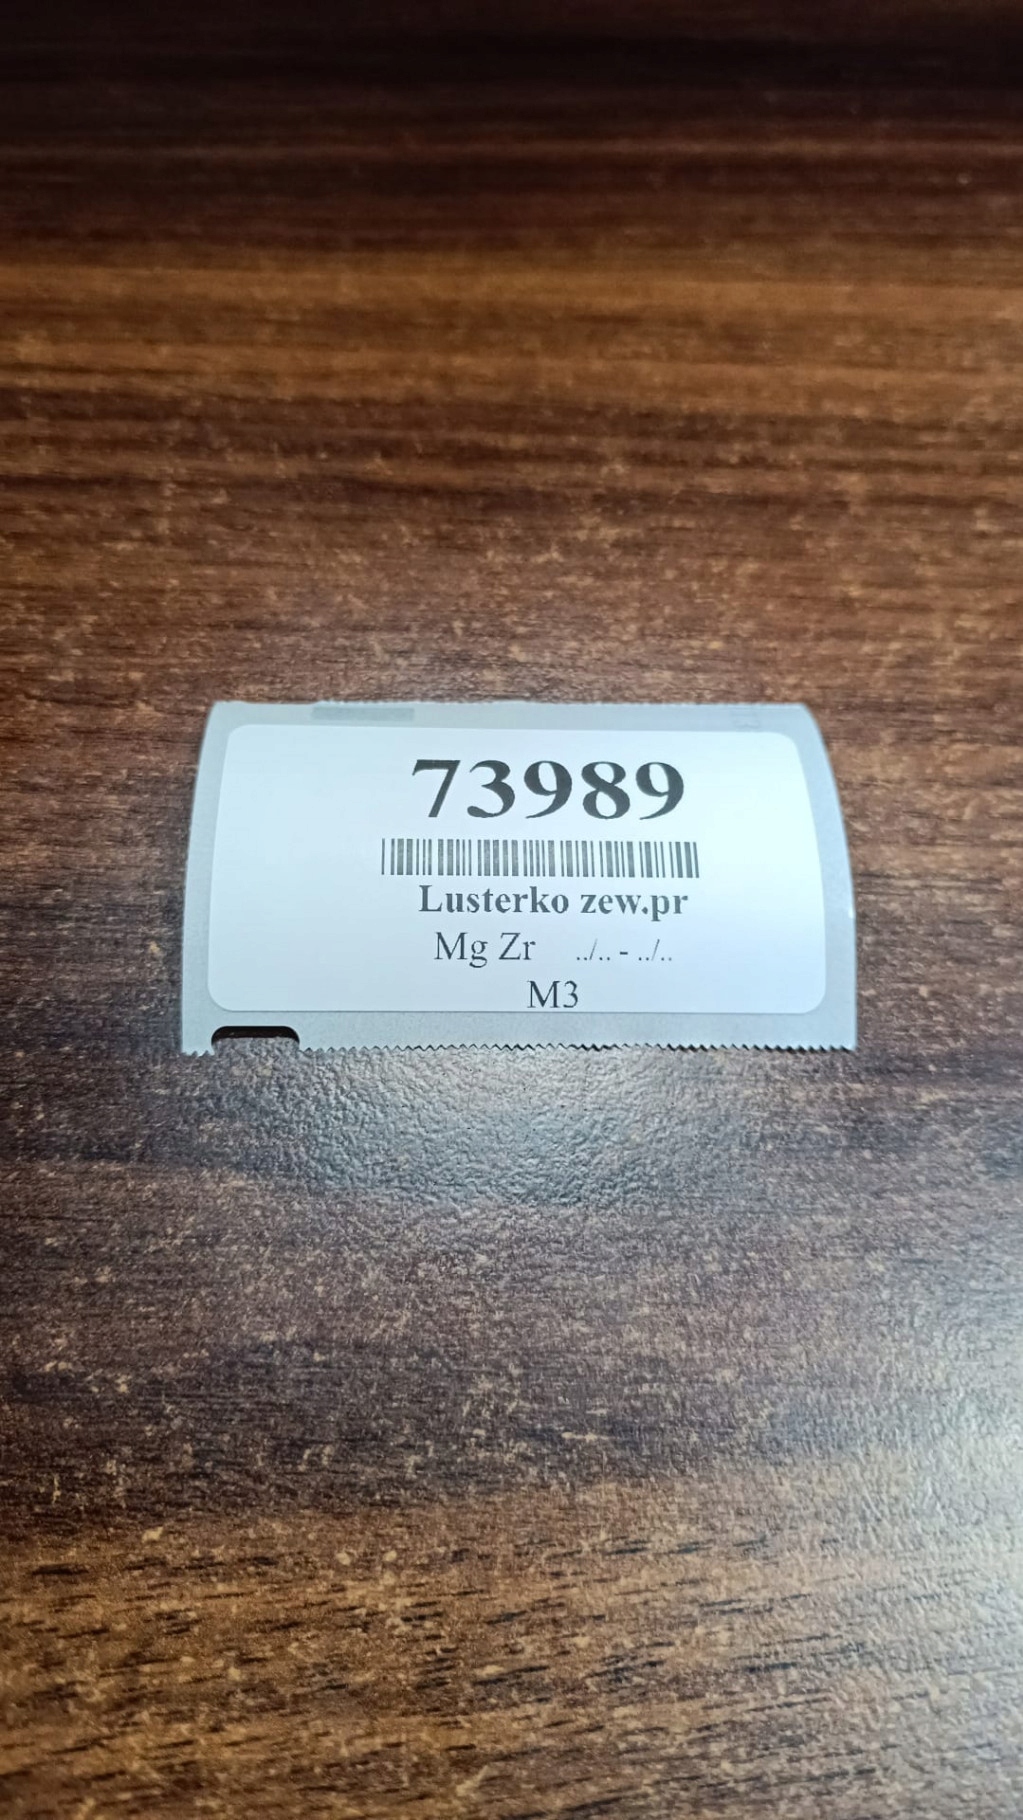 73989
Lusterko zew.pr
Mg Zr ../.. - ../..
M3